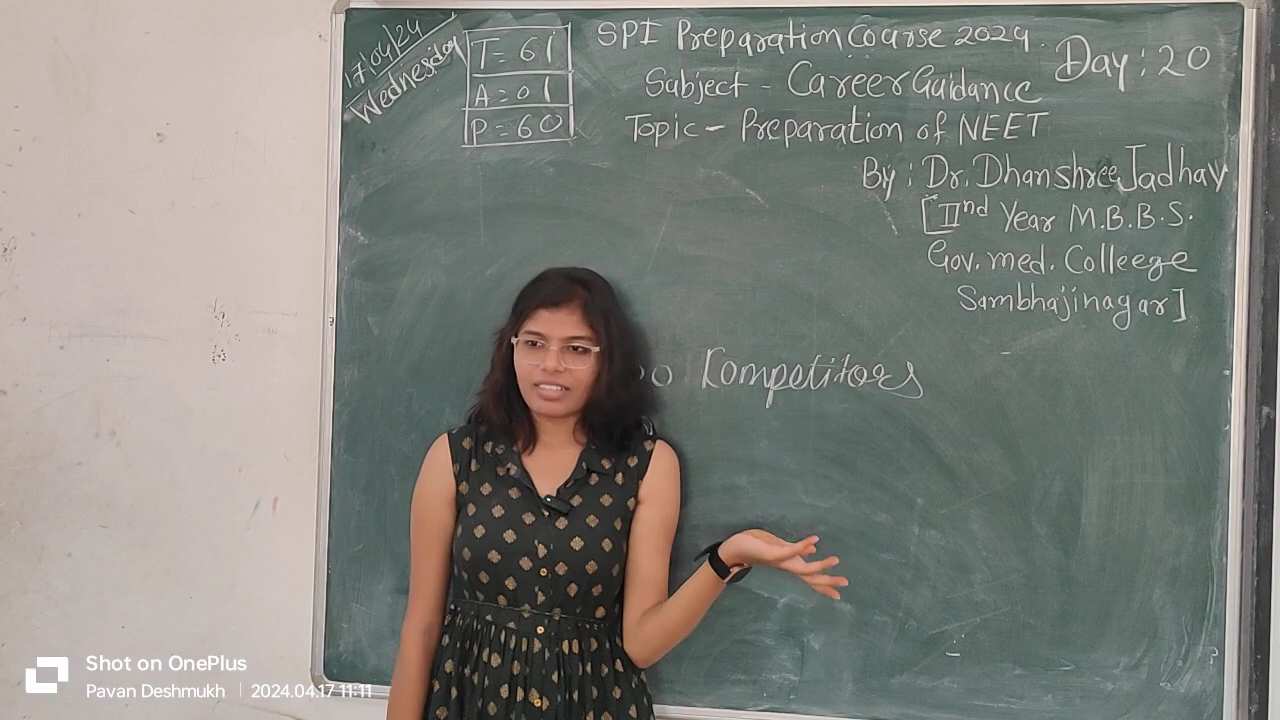 17/04/24
Wednesday
T = 61
A = 01
P = 60
SPI Preparation Course 2024.
Day : 20
Subject - Career Guidance
Topic - Preparation of NEET
By : Dr. Dhanshree Jadhav
[IInd Year M.B.B.S.
Gov. med. Colleege
Sambhajinagar]
Competitors
Shot on OnePlus
Pavan Deshmukh | 2024.04.17 11:11